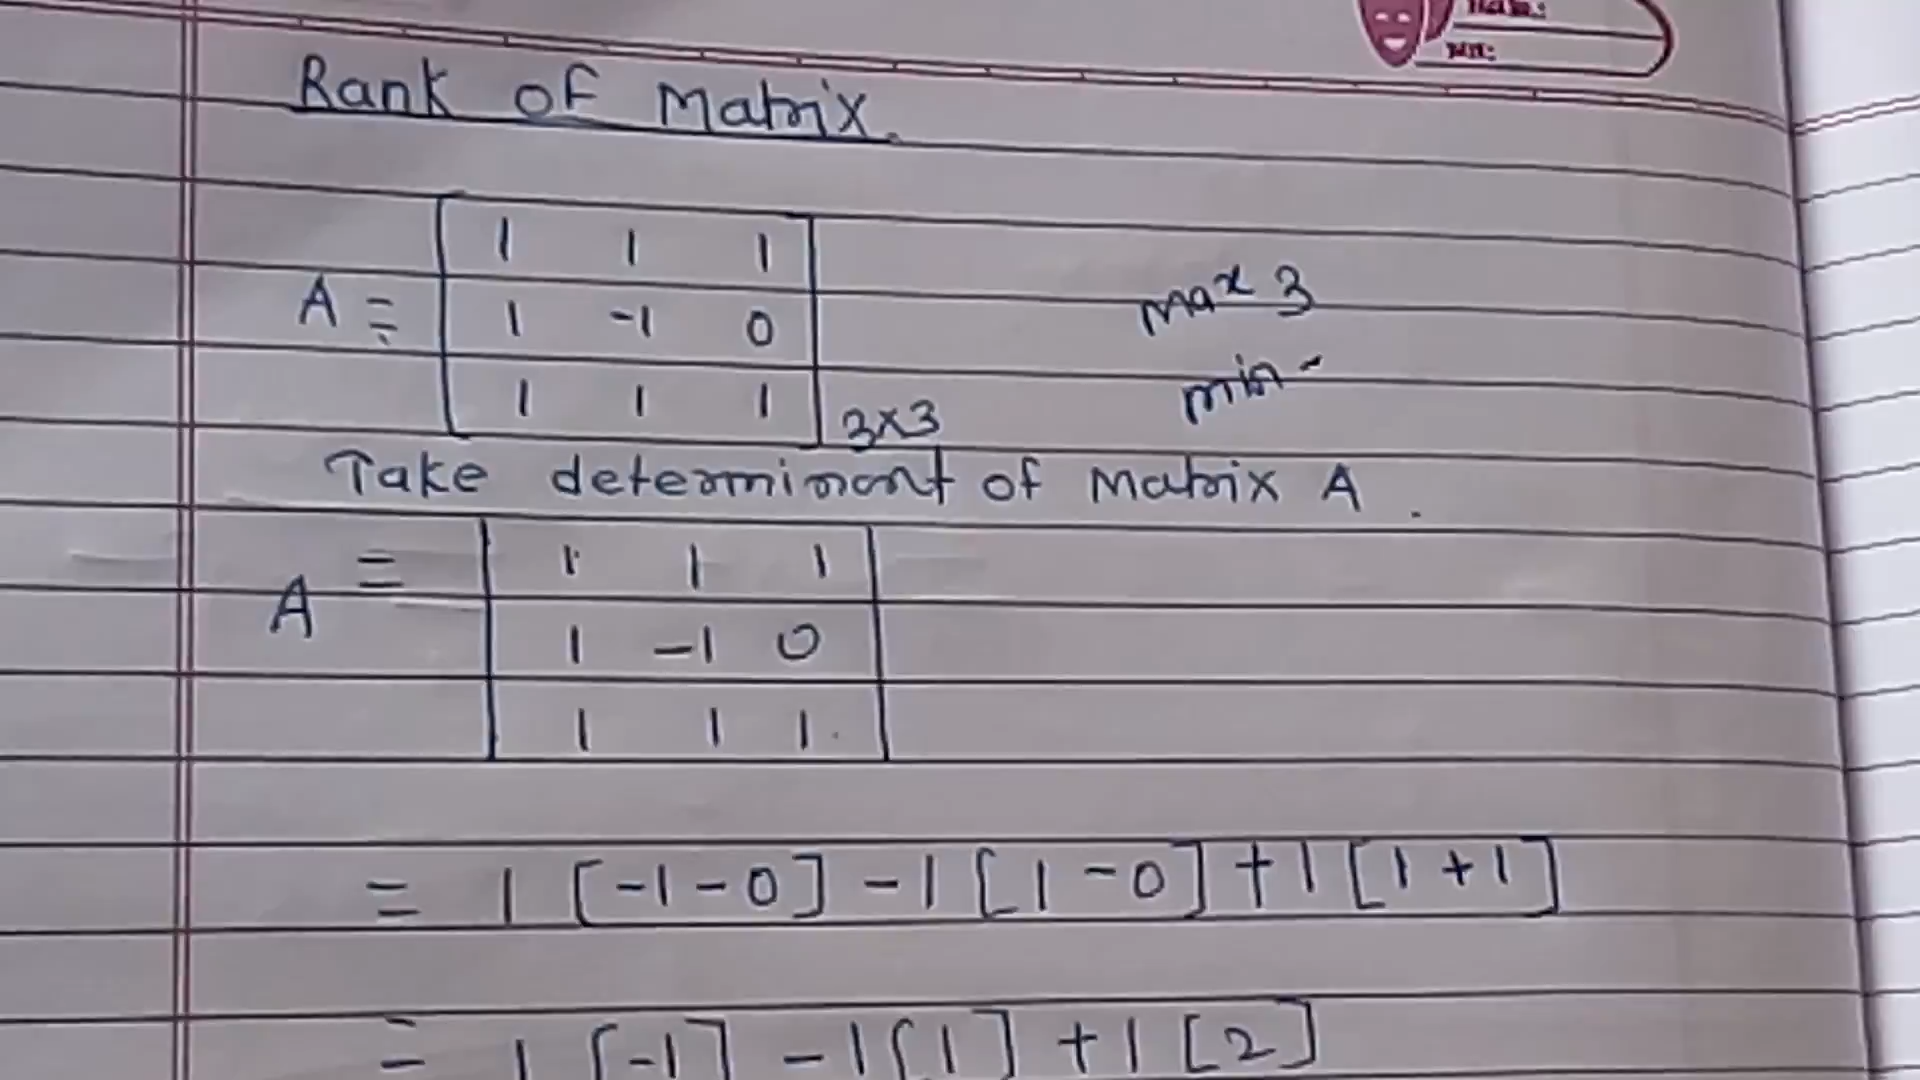 Rank of Matrix.
1 1 1
A = 1 -1 0
1 1 1 3x3
max 3
min -
Take determinant of Matrix A.
1 1 1
A = 1 -1 0
1 1 1
= 1 [-1-0] -1 [1-0] +1 [1+1]
= 1 [-1] -1 [1] +1 [2]